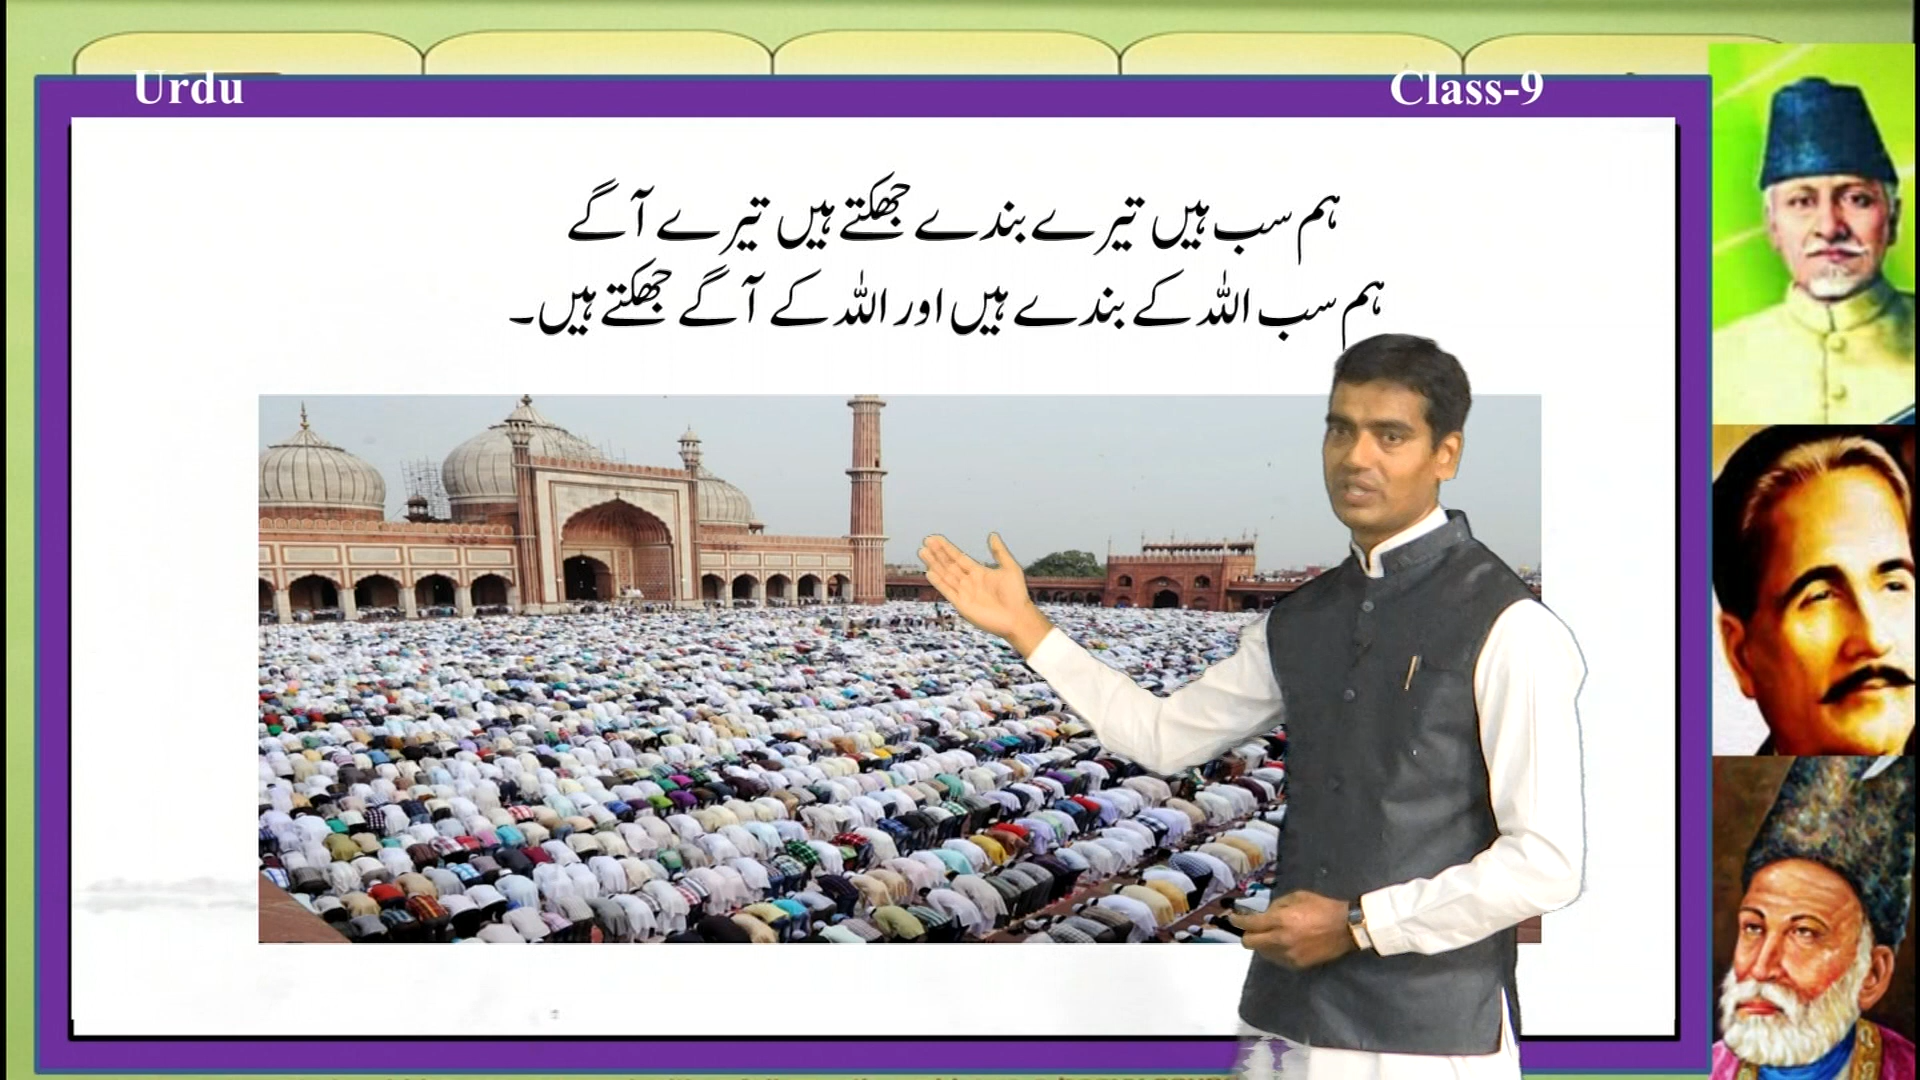 Urdu
Class-9
ہم سب ہیں تیرے بندے جھکتے ہیں تیرے آگے
ہم سب اللہ کے بندے ہیں اور اللہ کے آگے جھکتے ہیں۔